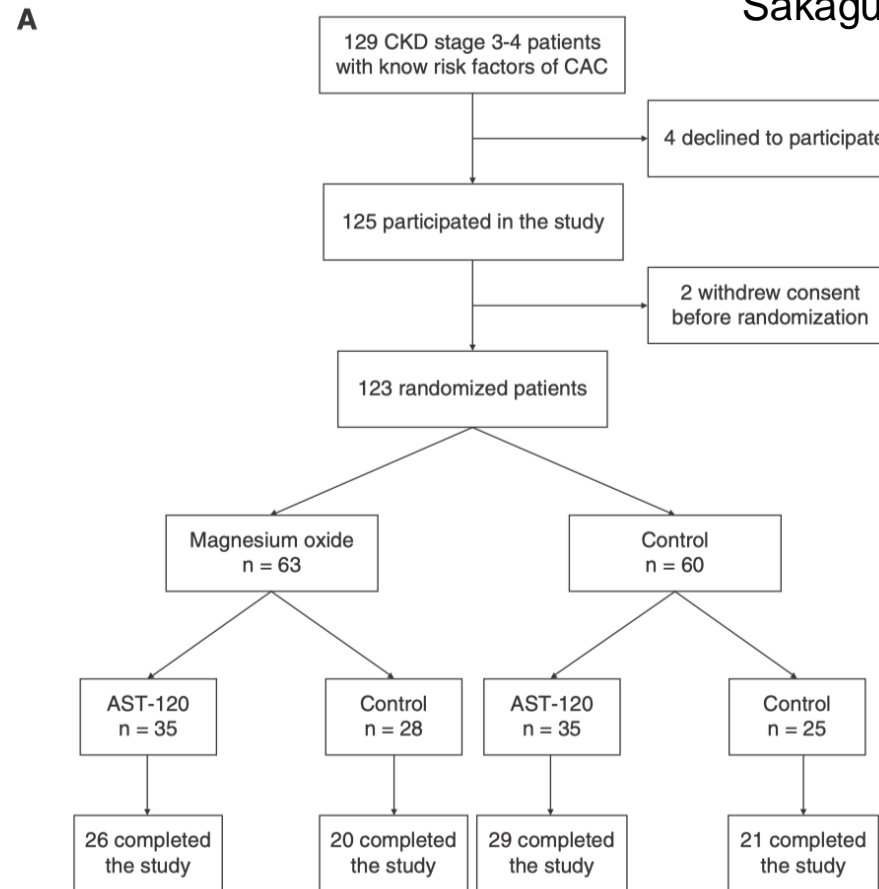 A
Sakagu
129 CKD stage 3-4 patients
with know risk factors of CAC
4 declined to participate
125 participated in the study
2 withdrew consent
before randomization
123 randomized patients
Magnesium oxide
n = 63
Control
n = 60
AST-120
n = 35
Control
n = 28
AST-120
n = 35
Control
n = 25
26 completed
the study
20 completed
the study
29 completed
the study
21 completed
the study